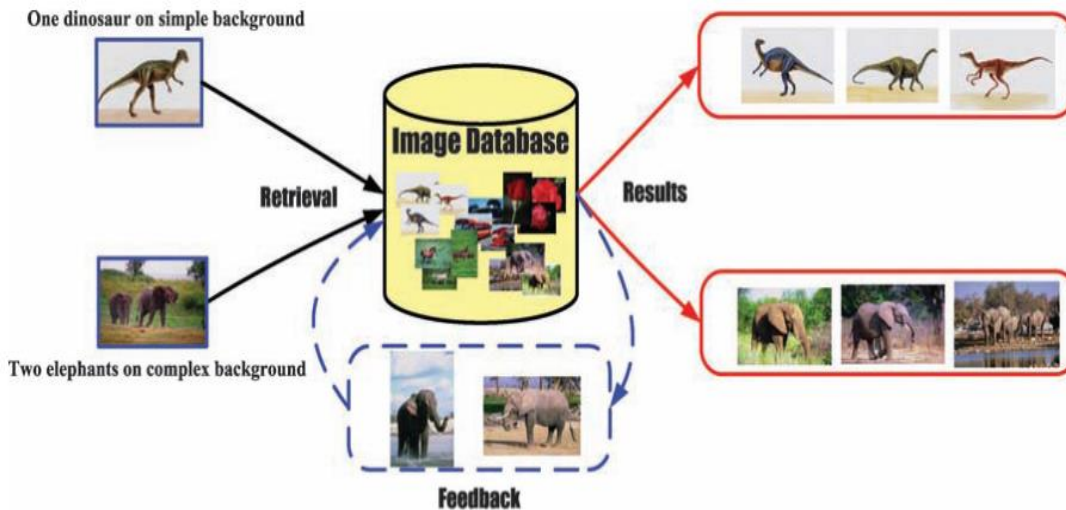 One dinosaur on simple background
Image Database
Retrieval
Results
Two elephants on complex background
Feedback